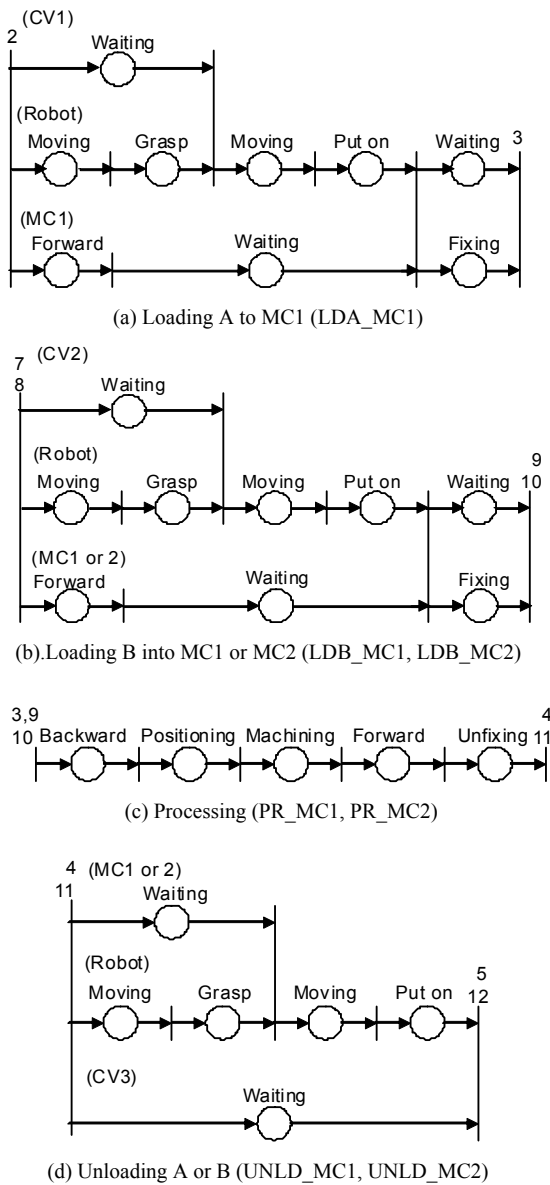 (CV1)
2
Waiting
(Robot)
Moving Grasp Moving Put on Waiting 3
(MC1)
Forward Waiting Fixing
(a) Loading A to MC1 (LDA_MC1)
7 (CV2)
8 Waiting
(Robot) 9
Moving Grasp Moving Put on Waiting 10
(MC1 or 2)
Forward Waiting Fixing
(b).Loading B into MC1 or MC2 (LDB_MC1, LDB_MC2)
3,9 4
10 Backward Positioning Machining Forward Unfixing 11
(c) Processing (PR_MC1, PR_MC2)
4 (MC1 or 2)
11 Waiting
(Robot) 5
Moving Grasp Moving Put on 12
(CV3)
Waiting
(d) Unloading A or B (UNLD_MC1, UNLD_MC2)